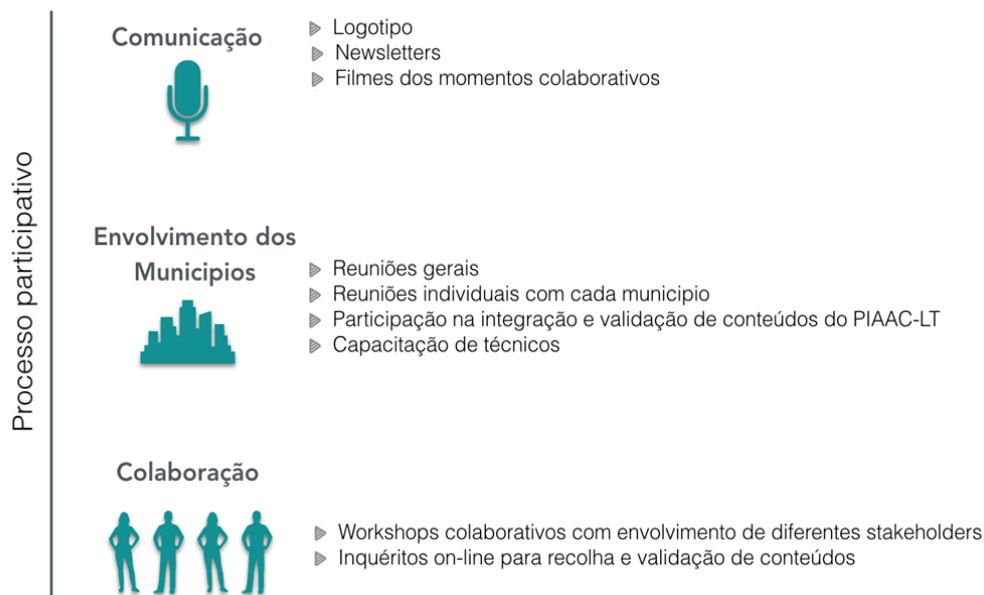 Processo participativo
Comunicação
Logotipo
Newsletters
Filmes dos momentos colaborativos
Envolvimento dos
Municipios
Reuniões gerais
Reuniões individuais com cada municipio
Participação na integração e validação de conteúdos do PIAAC-LT
Capacitação de técnicos
Colaboração
Workshops colaborativos com envolvimento de diferentes stakeholders
Inquéritos on-line para recolha e validação de conteúdos